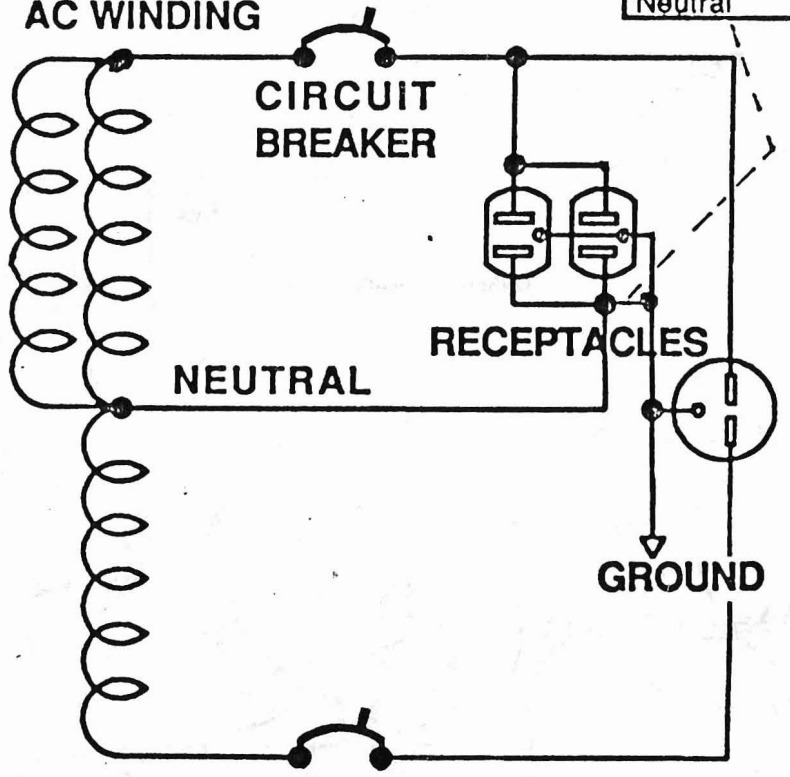 AC WINDING
Neutral
CIRCUIT
BREAKER
RECEPTACLES
NEUTRAL
GROUND